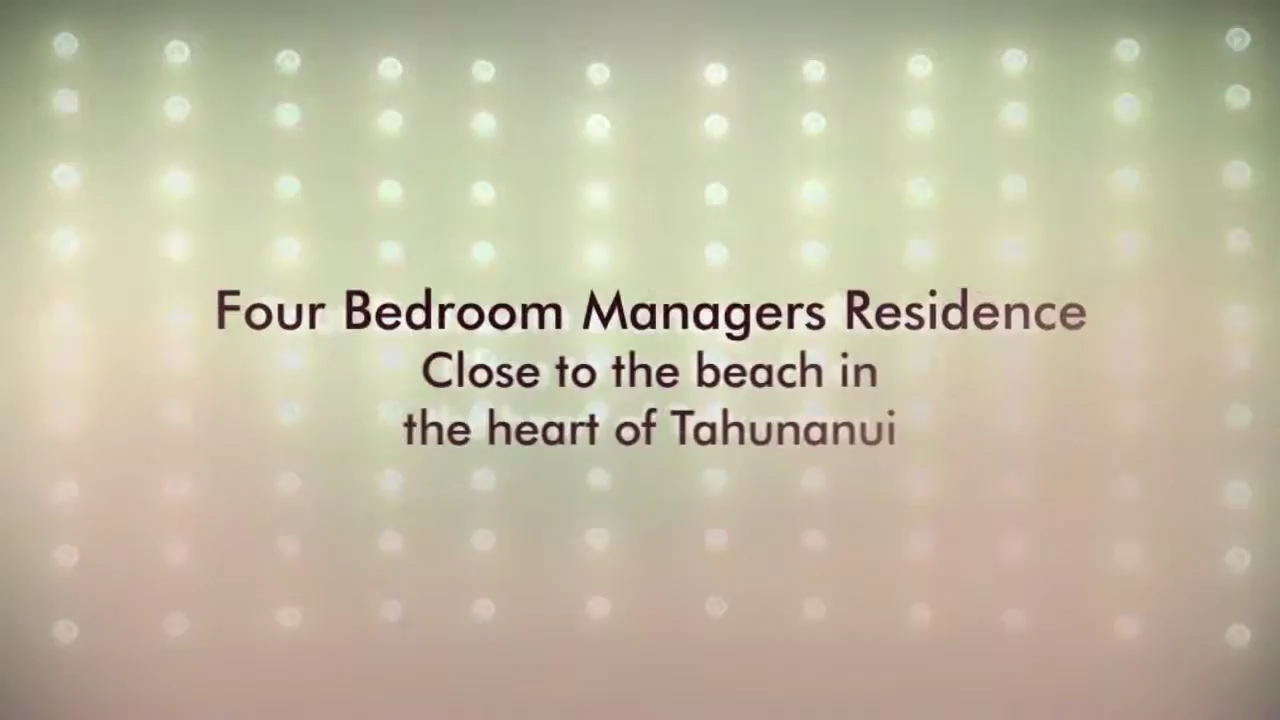 Four Bedroom Managers Residence
Close to the beach in
the heart of Tahunanui